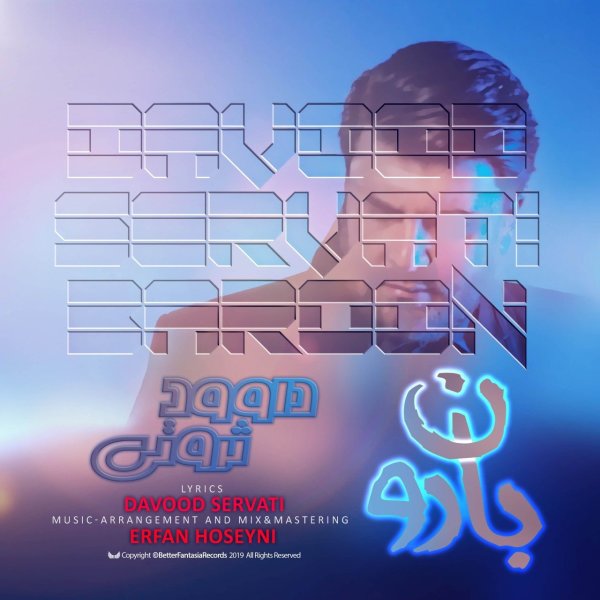 DAVOOD
SERVATI
BAROON
داوود
ثروتی
بارون
LYRICS
DAVOOD SERVATI
MUSIC-ARRANGEMENT AND MIX&MASTERING
ERFAN HOSEYNI
Copyright ©BetterFantasiaRecords 2019 All Rights Reserved